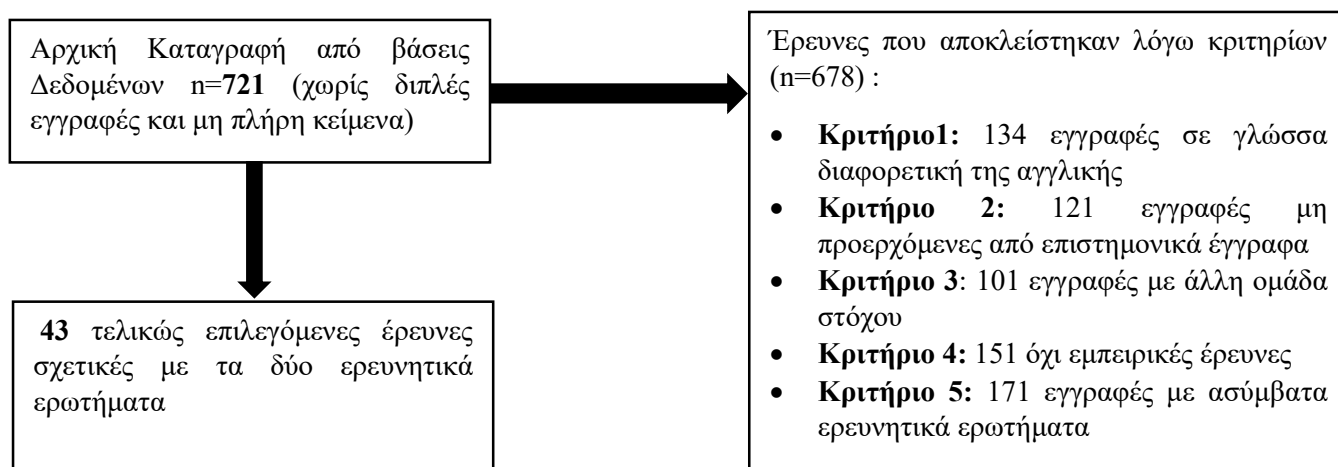 Αρχική Καταγραφή από βάσεις
Δεδομένων n=721 (χωρίς διπλές
εγγραφές και μη πλήρη κείμενα)
43 τελικώς επιλεγόμενες έρευνες
σχετικές με τα δύο ερευνητικά
ερωτήματα
Έρευνες που αποκλείστηκαν λόγω κριτηρίων
(n=678) :
• Κριτήριο1: 134 εγγραφές σε γλώσσα
διαφορετική της αγγλικής
• Κριτήριο 2: 121 εγγραφές μη
προερχόμενες από επιστημονικά έγγραφα
• Κριτήριο 3: 101 εγγραφές με άλλη ομάδα
στόχου
• Κριτήριο 4: 151 όχι εμπειρικές έρευνες
• Κριτήριο 5: 171 εγγραφές με ασύμβατα
ερευνητικά ερωτήματα